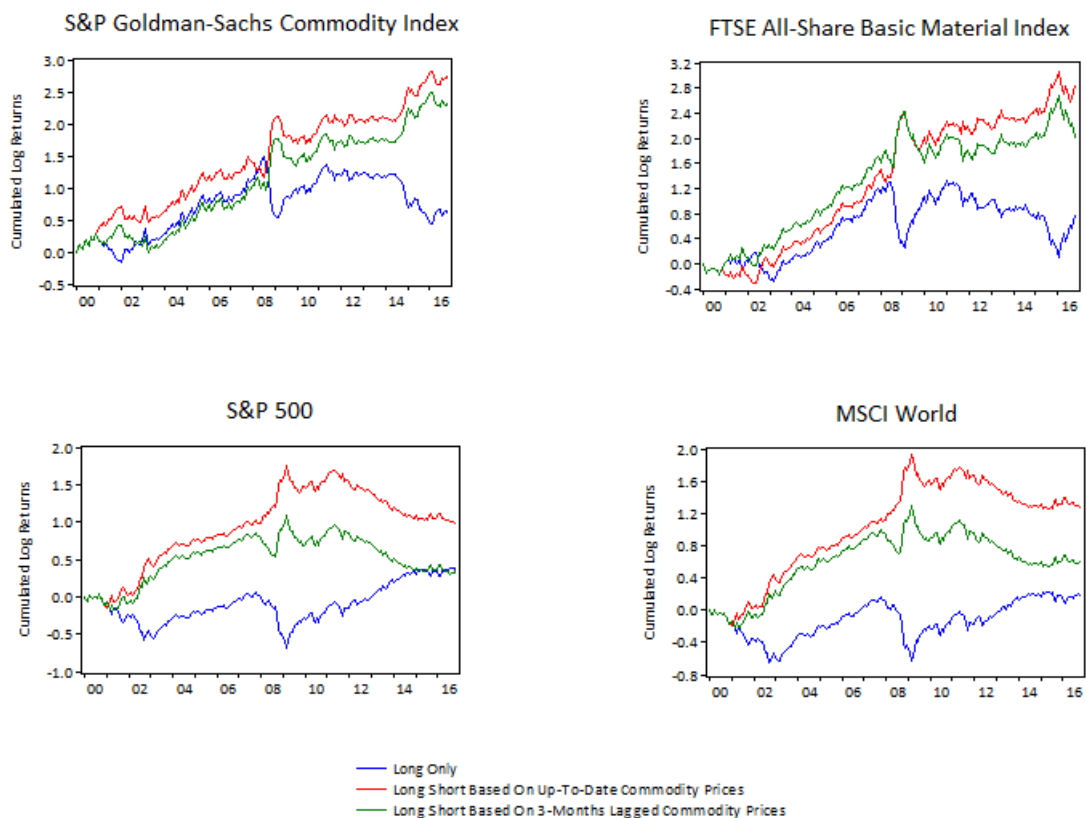 S&P Goldman-Sachs Commodity Index
Cumulated Log Returns
3.0
2.5
2.0
1.5
1.0
0.5
0.0
-0.5
00 02 04 06 08 10 12 14 16
FTSE All-Share Basic Material Index
Cumulated Log Returns
3.2
2.8
2.4
2.0
1.6
1.2
0.8
0.4
0.0
-0.4
00 02 04 06 08 10 12 14 16
S&P 500
Cumulated Log Returns
2.0
1.5
1.0
0.5
0.0
-0.5
-1.0
00 02 04 06 08 10 12 14 16
MSCI World
Cumulated Log Returns
2.0
1.6
1.2
0.8
0.4
0.0
-0.4
-0.8
00 02 04 06 08 10 12 14 16
Long Only
Long Short Based On Up-To-Date Commodity Prices
Long Short Based On 3-Months Lagged Commodity Prices